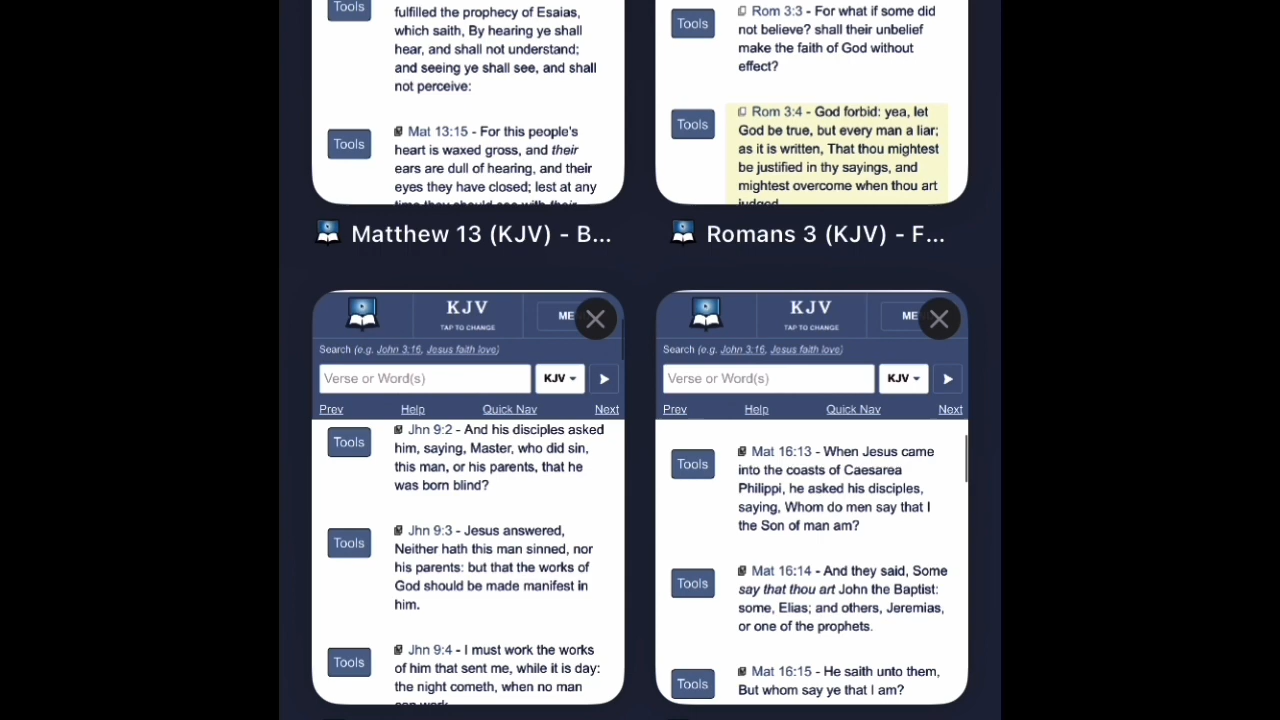 Tools
fulfilled the prophecy of Esaias,
which saith, By hearing ye shall
hear, and shall not understand;
and seeing ye shall see, and shall
not perceive:
Tools
Mat 13:15 - For this people's
heart is waxed gross, and their
ears are dull of hearing, and their
eyes they have closed; lest at any
time they should see with their
Matthew 13 (KJV) - B...
Tools
Rom 3:3 - For what if some did
not believe? shall their unbelief
make the faith of God without
effect?
Tools
Rom 3:4 - God forbid: yea, let
God be true, but every man a liar;
as it is written, That thou mightest
be justified in thy sayings, and
mightest overcome when thou art
judged
Romans 3 (KJV) - F...
KJV
TAP TO CHANGE
ME
Search (e.g. John 3:16, Jesus faith love)
Verse or Word(s)
KJV
Prev Help Quick Nav Next
Tools
Jhn 9:2 - And his disciples asked
him, saying, Master, who did sin,
this man, or his parents, that he
was born blind?
Tools
Jhn 9:3 - Jesus answered,
Neither hath this man sinned, nor
his parents: but that the works of
God should be made manifest in
him.
Tools
Jhn 9:4 - I must work the works
of him that sent me, while it is day:
the night cometh, when no man
can work
KJV
TAP TO CHANGE
ME
Search (e.g. John 3:16, Jesus faith love)
Verse or Word(s)
KJV
Prev Help Quick Nav Next
Tools
Mat 16:13 - When Jesus came
into the coasts of Caesarea
Philippi, he asked his disciples,
saying, Whom do men say that I
the Son of man am?
Tools
Mat 16:14 - And they said, Some
say that thou art John the Baptist:
some, Elias; and others, Jeremias,
or one of the prophets.
Tools
Mat 16:15 - He saith unto them,
But whom say ye that I am?